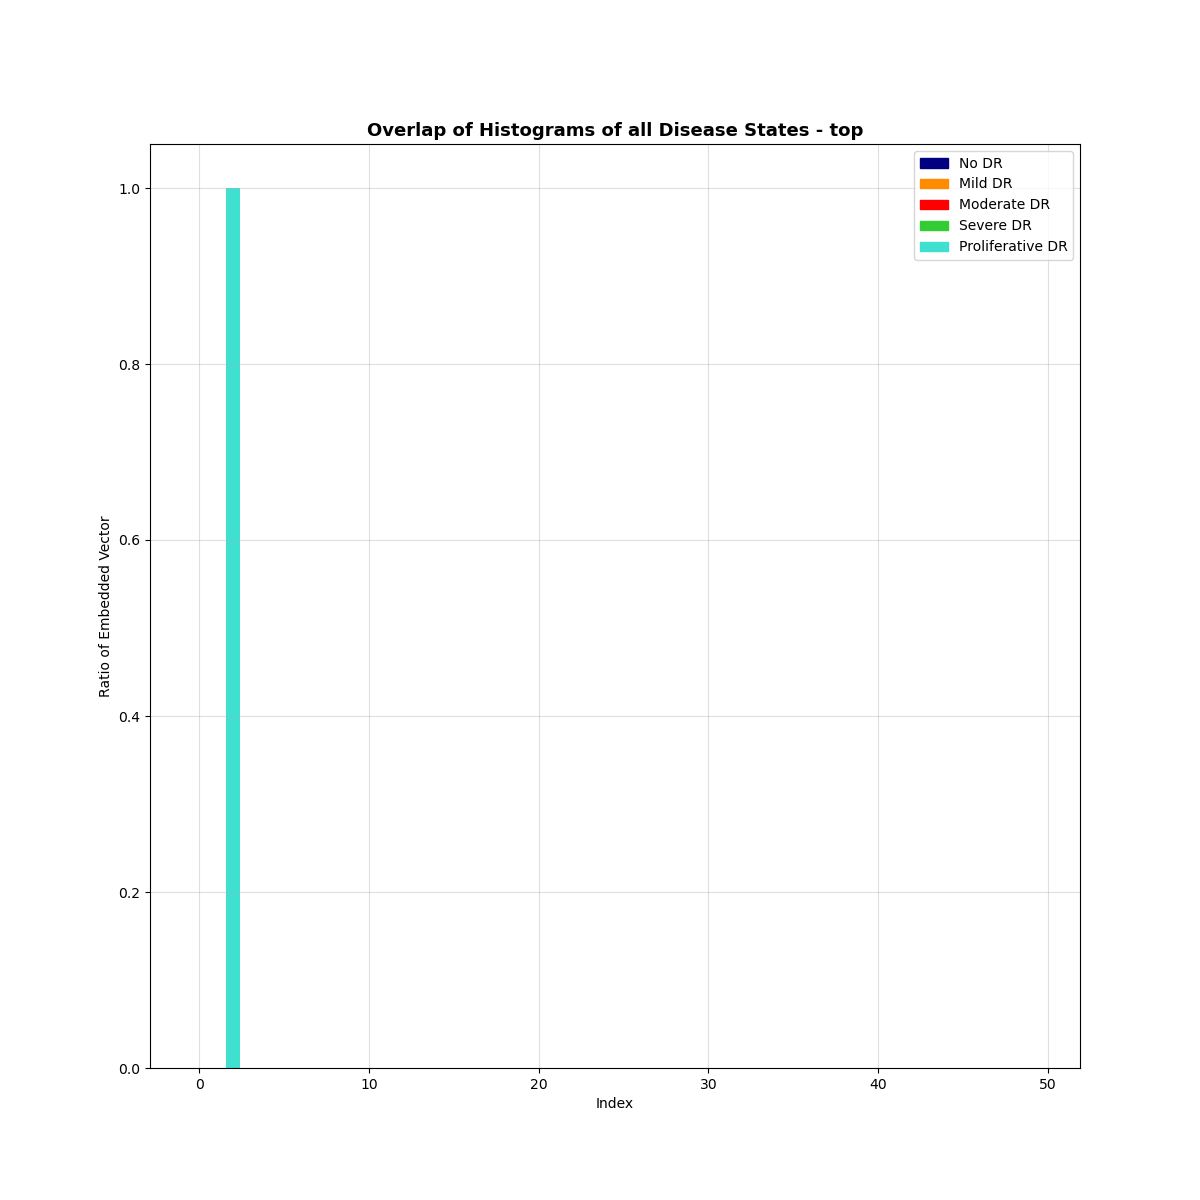 Overlap of Histograms of all Disease States - top
No DR
Mild DR
Moderate DR
Severe DR
Proliferative DR
1.0
0.8
0.6
0.4
0.2
0.0
Ratio of Embedded Vector
0 10 20 30 40 50
Index